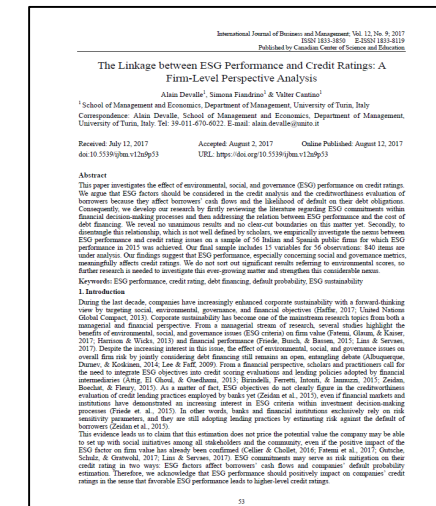 International Journal of Business and Management; Vol. 12, No. 9; 2017
ISSN 1833-3850 E-ISSN 1833-8119
Published by Canadian Center of Science and Education
The Linkage between ESG Performance and Credit Ratings: A
Firm-Level Perspective Analysis
Alain Devalle1, Simona Fiandrino1 & Valter Cantino1
1 School of Management and Economics, Department of Management, University of Turin, Italy
Correspondence: Alain Devalle, School of Management and Economics, Department of Management,
University of Turin, Italy. Tel: 39-011-670-6022. E-mail: alain.devalle@unito.it
Received: July 12, 2017 Accepted: August 2, 2017 Online Published: August 12, 2017
doi:10.5539/ijbm.v12n9p53 URL: https://doi.org/10.5539/ijbm.v12n9p53
Abstract
This paper investigates the effect of environmental, social, and governance (ESG) performance on credit ratings.
We argue that ESG factors should be considered in the credit analysis and the creditworthiness evaluation of
borrowers because they affect borrowers' cash flows and the likelihood of default on their debt obligations.
Consequently, we develop our research by firstly reviewing the literature regarding ESG commitments within
financial decision-making processes and then addressing the relation between ESG performance and the cost of
debt financing. We reveal no unanimous results and no clear-cut boundaries on this matter yet. Secondly, to
disentangle this relationship, which is not well defined by scholars, we empirically investigate the nexus between
ESG performance and credit rating issues on a sample of 56 Italian and Spanish public firms for which ESG
performance in 2015 was achieved. Our final sample includes 15 variables for 56 observations: 840 items are
under analysis. Our findings suggest that ESG performance, especially concerning social and governance metrics,
meaningfully affects credit ratings. We do not sort out significant results referring to environmental scores, so
further research is needed to investigate this ever-growing matter and strengthen this considerable nexus.
Keywords: ESG performance, credit rating, debt financing, default probability, ESG sustainability
1. Introduction
During the last decade, companies have increasingly enhanced corporate sustainability with a forward-thinking
view by targeting social, environmental, governance, and financial objectives (Haffar, 2017; United Nations
Global Compact, 2013). Corporate sustainability has become one of the mainstream research topics from both a
managerial and financial perspective. From a managerial stream of research, several studies highlight the
benefits of environmental, social, and governance issues (ESG criteria) on firm value (Fatemi, Glaum, & Kaiser,
2017; Harrison & Wicks, 2013) and financial performance (Friede, Busch, & Bassen, 2015; Lins & Servaes,
2017). Despite the increasing interest in this issue, the effect of environmental, social, and governance issues on
overall firm risk by jointly considering debt financing still remains an open, entangling debate (Albuquerque,
Durnev, & Koskinen, 2014; Lee & Faff, 2009). From a financial perspective, scholars and practitioners call for
the need to integrate ESG objectives into credit scoring evaluations and lending policies adopted by financial
intermediaries (Attig, El Ghoul, & Guedhami, 2013; Birindelli, Ferretti, Intonti, & Iannuzzi, 2015; Zeidan,
Boechat, & Fleury, 2015). As a matter of fact, ESG objectives do not clearly figure in the creditworthiness
evaluation of credit lending practices employed by banks yet (Zeidan et al., 2015), even if financial markets and
institutions have demonstrated an increasing interest in ESG criteria within investment decision-making
processes (Friede et al., 2015). In other words, banks and financial institutions exclusively rely on risk
sensitivity parameters, and they are still adopting lending practices by estimating risk against the default of
borrowers (Zeidan et al., 2015).
This evidence leads us to claim that this estimation does not price the potential value the company may be able
to set up with social initiatives among all stakeholders and the community, even if the positive impact of the
ESG factor on firm value has already been confirmed (Cellier & Chollet, 2016; Fatemi et al., 2017; Gutsche,
Schulz, & Gratwohl, 2017; Lins & Servaes, 2017). ESG commitments may serve as risk mitigation on their
credit rating in two ways: ESG factors affect borrowers' cash flows and companies' default probability
estimation. Therefore, we acknowledge that ESG performance should positively impact on companies' credit
ratings in the sense that favorable ESG performance leads to higher-level credit ratings.
53